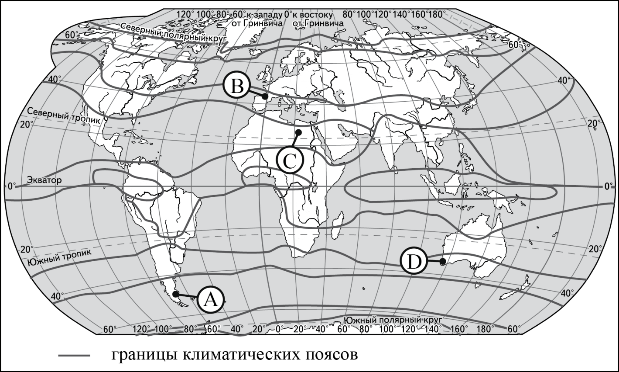 120° 100° 80° 60° к западу 0° к востоку 80° 100° 120° 140° 160° 180°
от Гринвича от Гринвича
Северный полярный круг
60° 60°
40° 40°
B
Северный тропик
20° 20°
C
Экватор
0° 0°
20° 20°
Южный тропик
D
A
40° 40°
Южный полярный круг
60° 120° 100° 80° 60° 40° 20° 0° 20° 40° 60° 80° 100° 120° 140° 160° 60°
границы климатических поясов